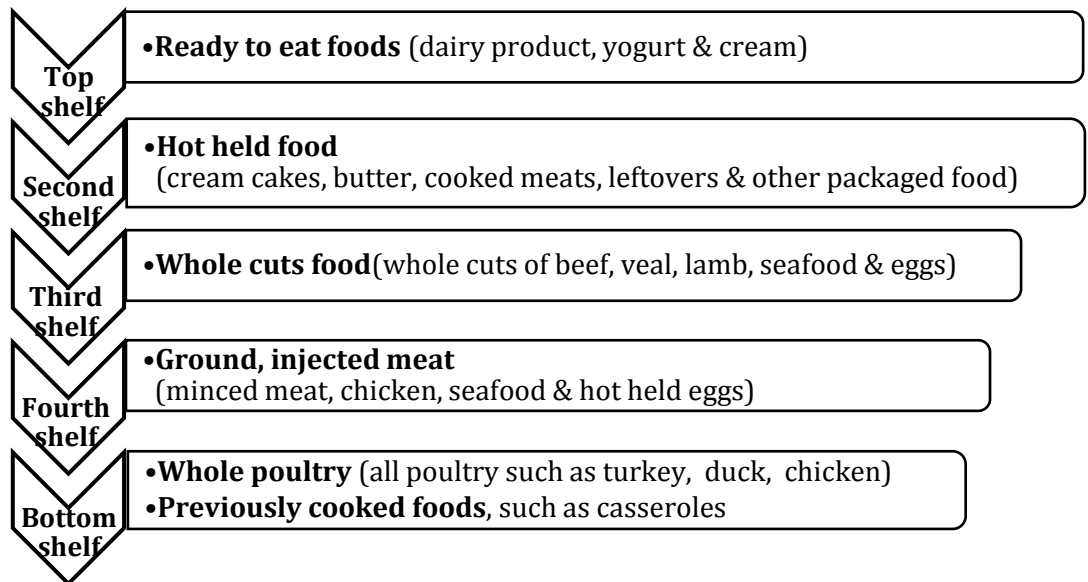 Top
shelf
•Ready to eat foods (dairy product, yogurt & cream)
Second
shelf
•Hot held food
(cream cakes, butter, cooked meats, leftovers & other packaged food)
Third
shelf
•Whole cuts food(whole cuts of beef, veal, lamb, seafood & eggs)
Fourth
shelf
•Ground, injected meat
(minced meat, chicken, seafood & hot held eggs)
Bottom
shelf
•Whole poultry (all poultry such as turkey, duck, chicken)
•Previously cooked foods, such as casseroles